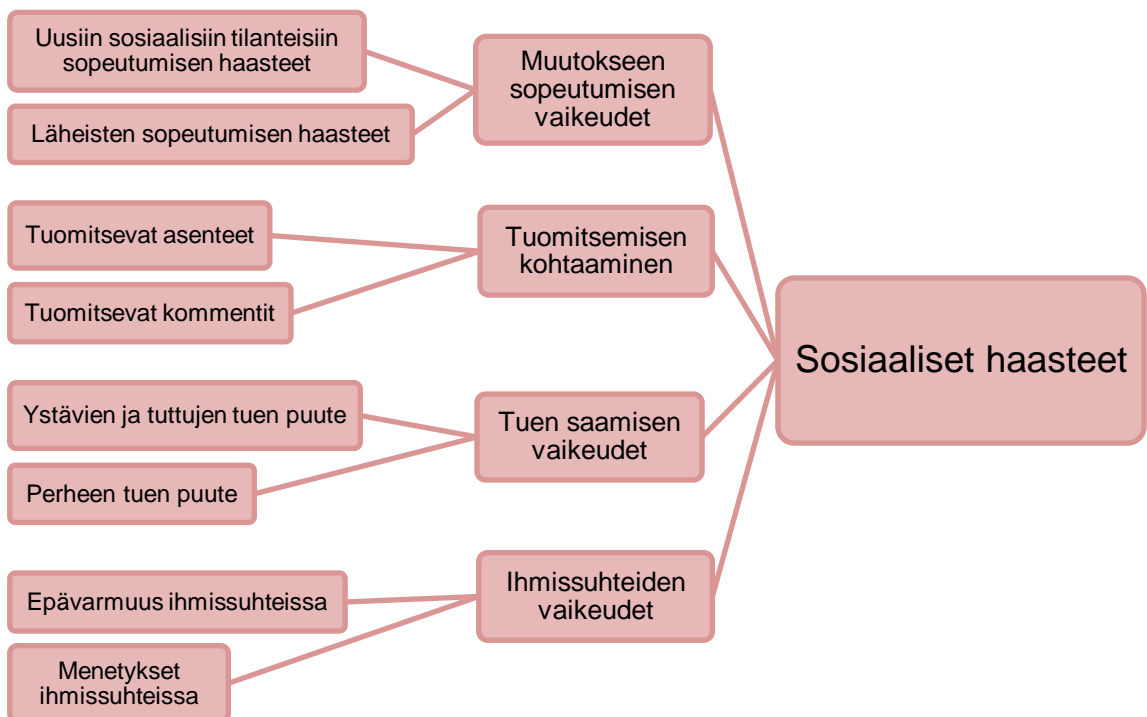 Uusiin sosiaalisiin tilanteisiin
sopeutumisen haasteet
Läheisten sopeutumisen haasteet
Muutokseen
sopeutumisen
vaikeudet
Tuomitsevat asenteet
Tuomitsevat kommentit
Tuomitsemisen
kohtaaminen
Ystävien ja tuttujen tuen puute
Perheen tuen puute
Tuen saamisen
vaikeudet
Epävarmuus ihmissuhteissa
Menetykset
ihmissuhteissa
Ihmissuhteiden
vaikeudet
Sosiaaliset haasteet